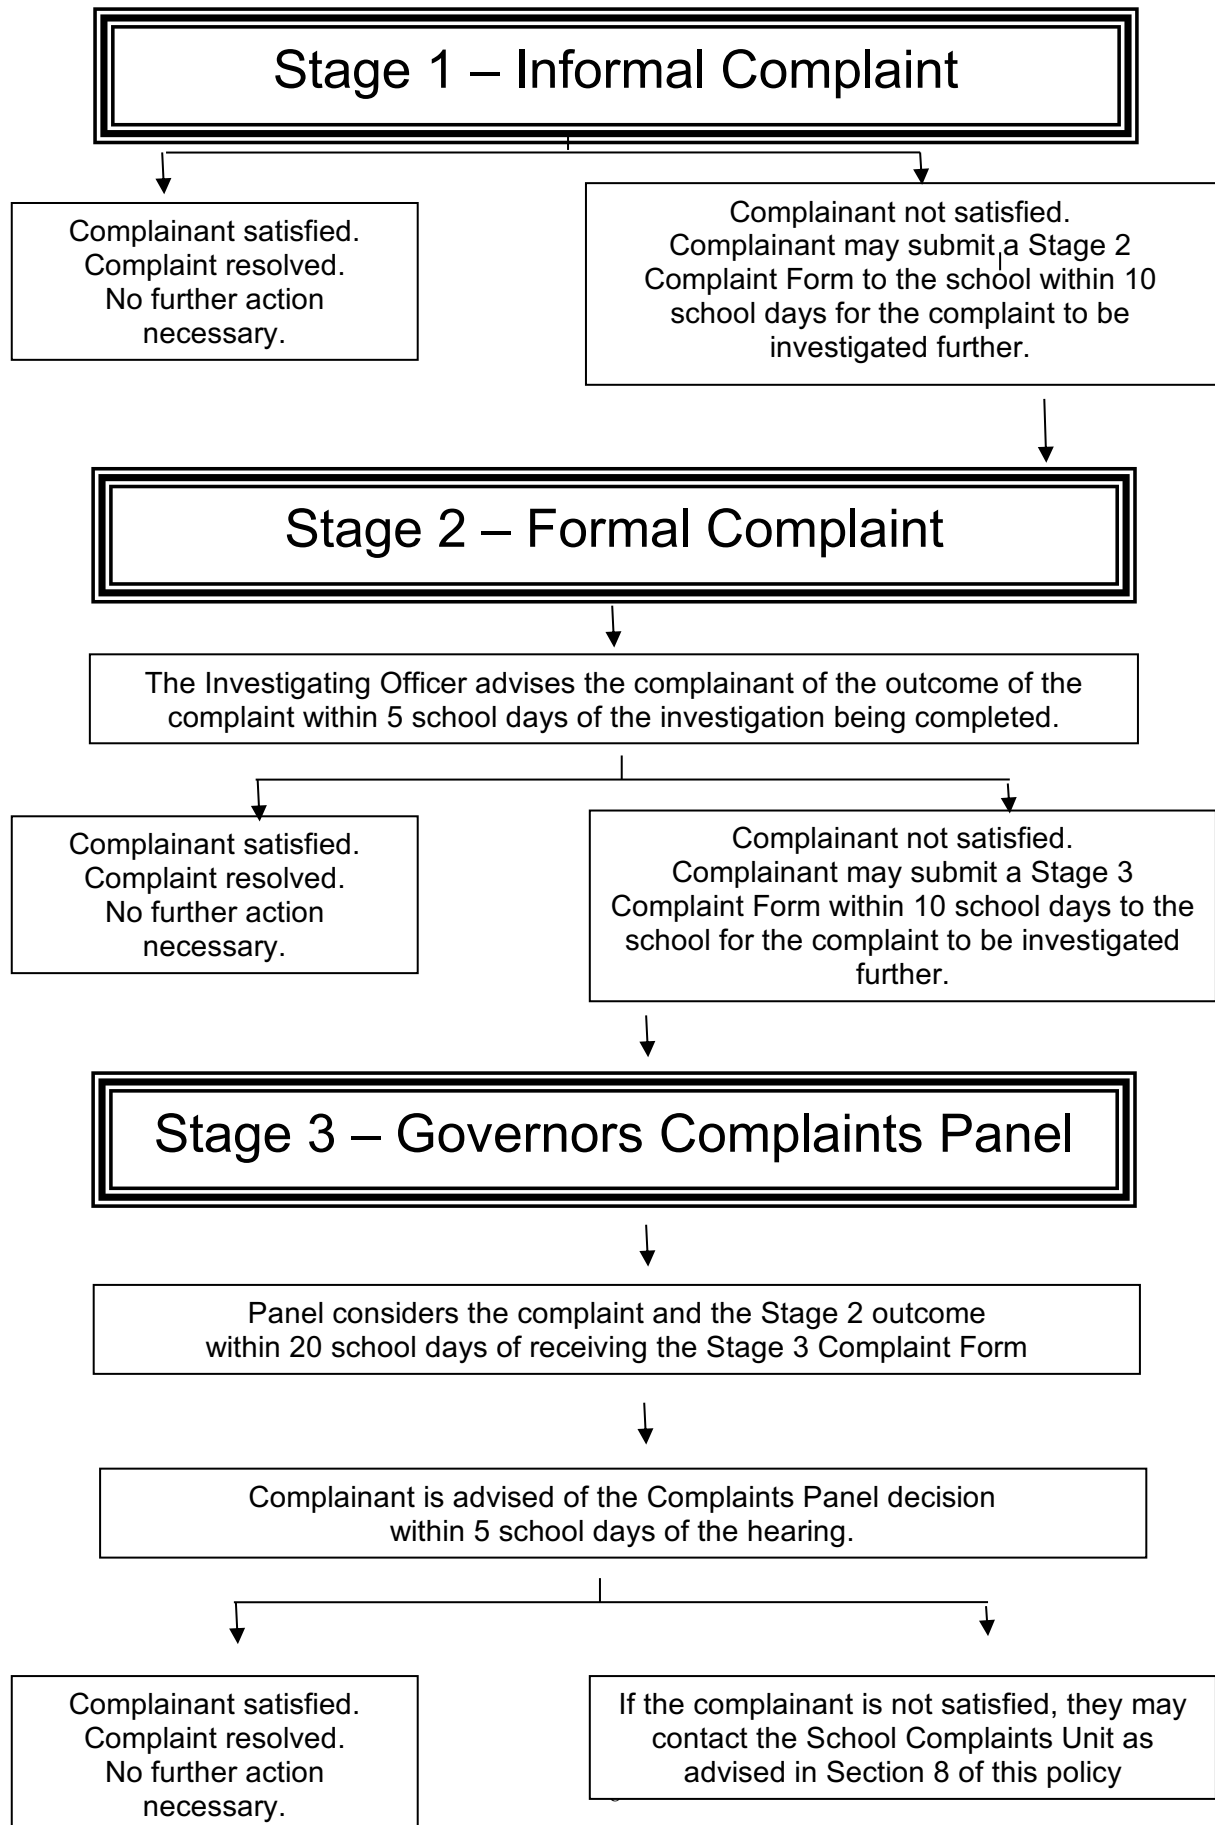 Stage 1 – Informal Complaint
Complainant satisfied.
Complaint resolved.
No further action
necessary.
Complainant not satisfied.
Complainant may submit a Stage 2
Complaint Form to the school within 10
school days for the complaint to be
investigated further.
Stage 2 – Formal Complaint
The Investigating Officer advises the complainant of the outcome of the
complaint within 5 school days of the investigation being completed.
Complainant satisfied.
Complaint resolved.
No further action
necessary.
Complainant not satisfied.
Complainant may submit a Stage 3
Complaint Form within 10 school days to the
school for the complaint to be investigated
further.
Stage 3 – Governors Complaints Panel
Panel considers the complaint and the Stage 2 outcome
within 20 school days of receiving the Stage 3 Complaint Form
Complainant is advised of the Complaints Panel decision
within 5 school days of the hearing.
Complainant satisfied.
Complaint resolved.
No further action
necessary.
If the complainant is not satisfied, they may
contact the School Complaints Unit as
advised in Section 8 of this policy